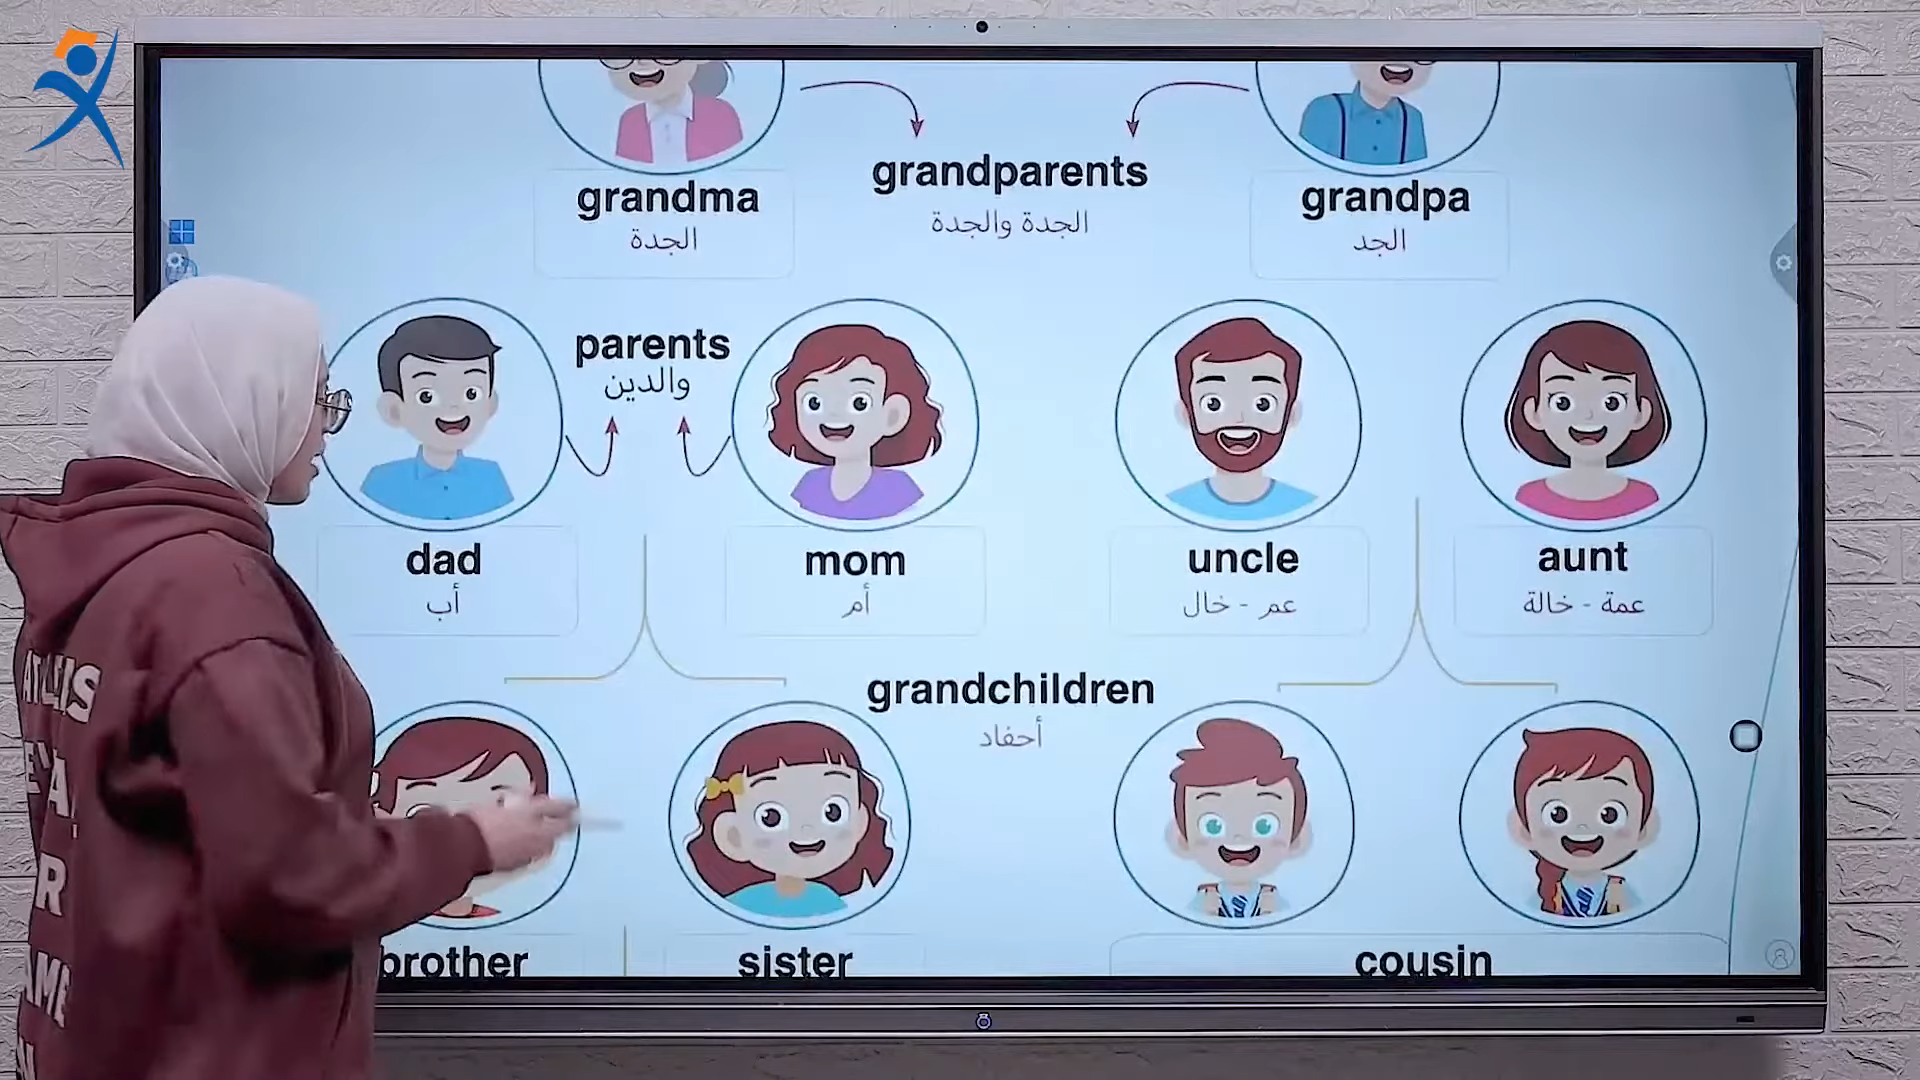 grandparents
الجدة والجدة
grandma
الجدة
grandpa
الجد
parents
والدين
dad
أب
mom
أم
uncle
عم - خال
aunt
عمة - خالة
grandchildren
أحفاد
brother
sister
cousin